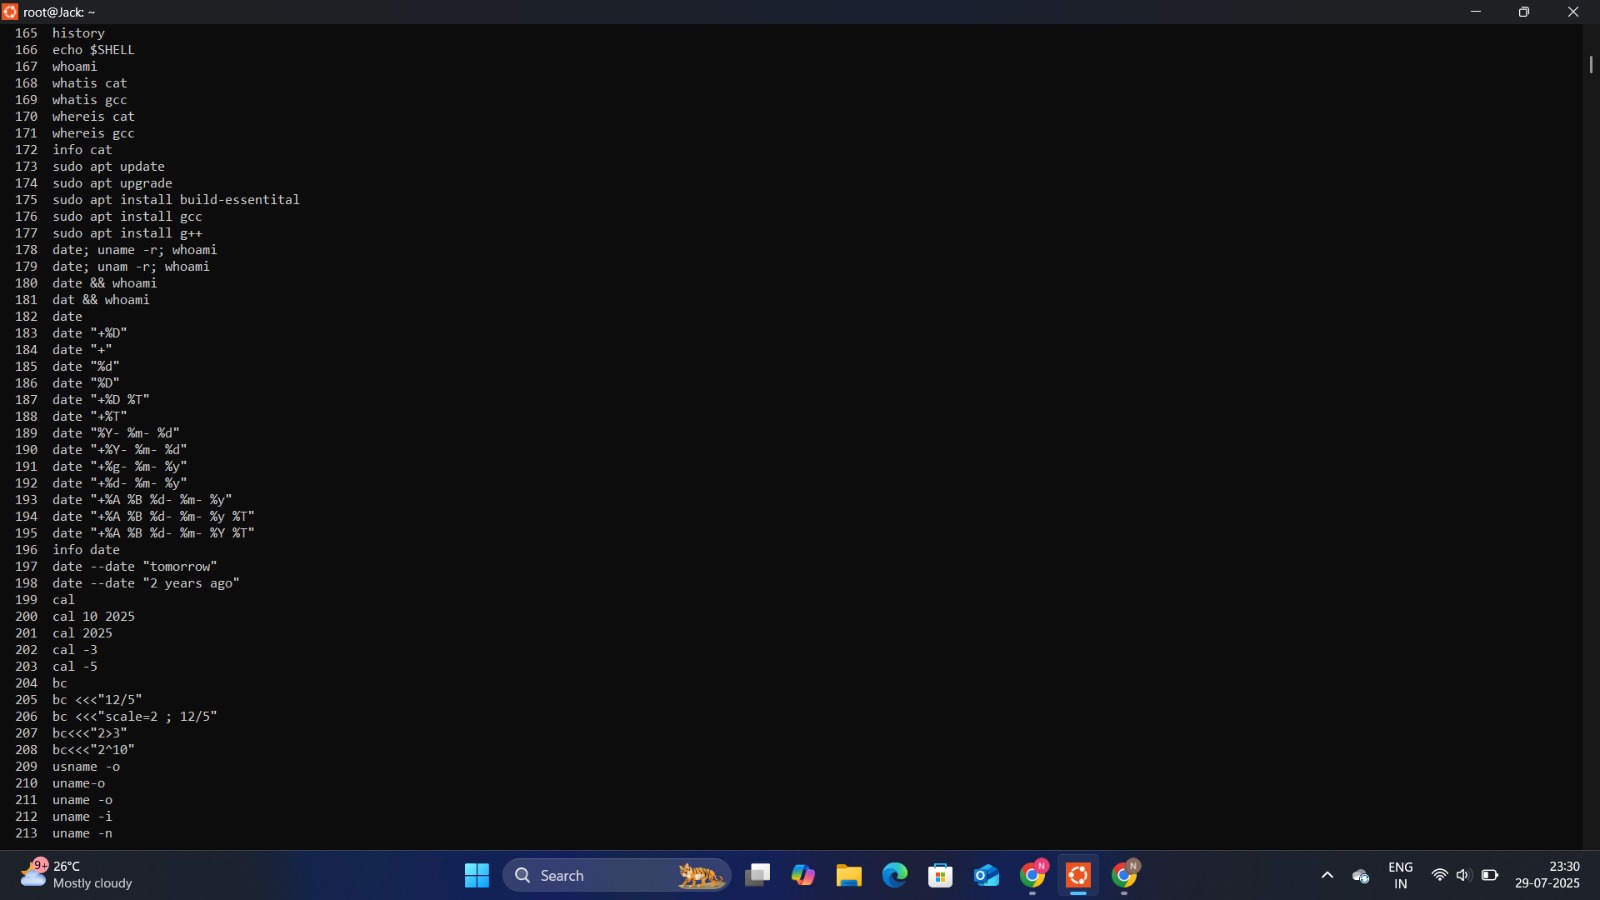 root@Jack: ~
165 history
166 echo $SHELL
167 whoami
168 whatis cat
169 whatis gcc
170 whereis cat
171 whereis gcc
172 info cat
173 sudo apt update
174 sudo apt upgrade
175 sudo apt install build-essentital
176 sudo apt install gcc
177 sudo apt install g++
178 date; uname -r; whoami
179 date; unam -r; whoami
180 date && whoami
181 dat && whoami
182 date
183 date "+%D"
184 date "+"
185 date "%d"
186 date "%D"
187 date "+%D %T"
188 date "+%T"
189 date "%Y- %m- %d"
190 date "+%Y- %m- %d"
191 date "+%g- %m- %y"
192 date "+%d- %m- %y"
193 date "+%A %B %d- %m- %y"
194 date "+%A %B %d- %m- %y %T"
195 date "+%A %B %d- %m- %Y %T"
196 info date
197 date --date "tomorrow"
198 date --date "2 years ago"
199 cal
200 cal 10 2025
201 cal 2025
202 cal -3
203 cal -5
204 bc
205 bc <<<"12/5"
206 bc <<<"scale=2 ; 12/5"
207 bc<<<"2>3"
208 bc<<<"2^10"
209 usname -o
210 uname-o
211 uname -o
212 uname -i
213 uname -n
9+
26°C
Mostly cloudy
Search
N
N
ENG
IN
23:30
29-07-2025